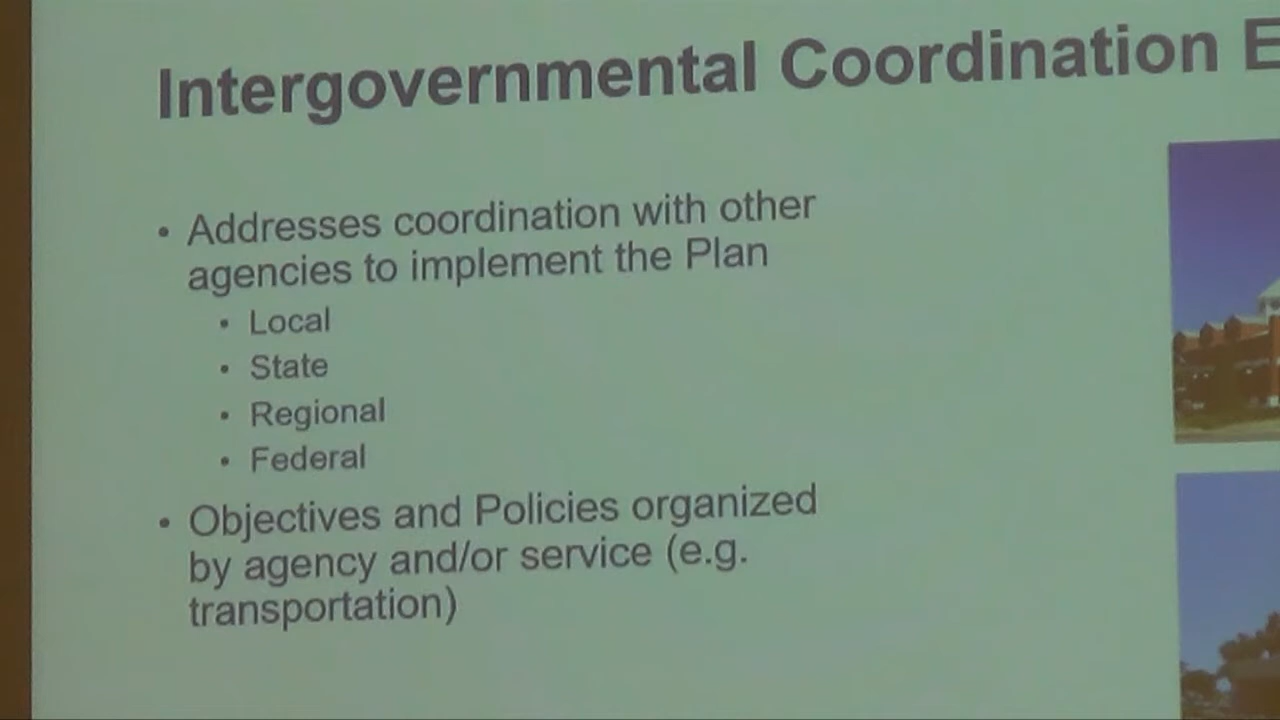 Intergovernmental Coordination E
• Addresses coordination with other
agencies to implement the Plan
• Local
• State
• Regional
• Federal
• Objectives and Policies organized
by agency and/or service (e.g.
transportation)